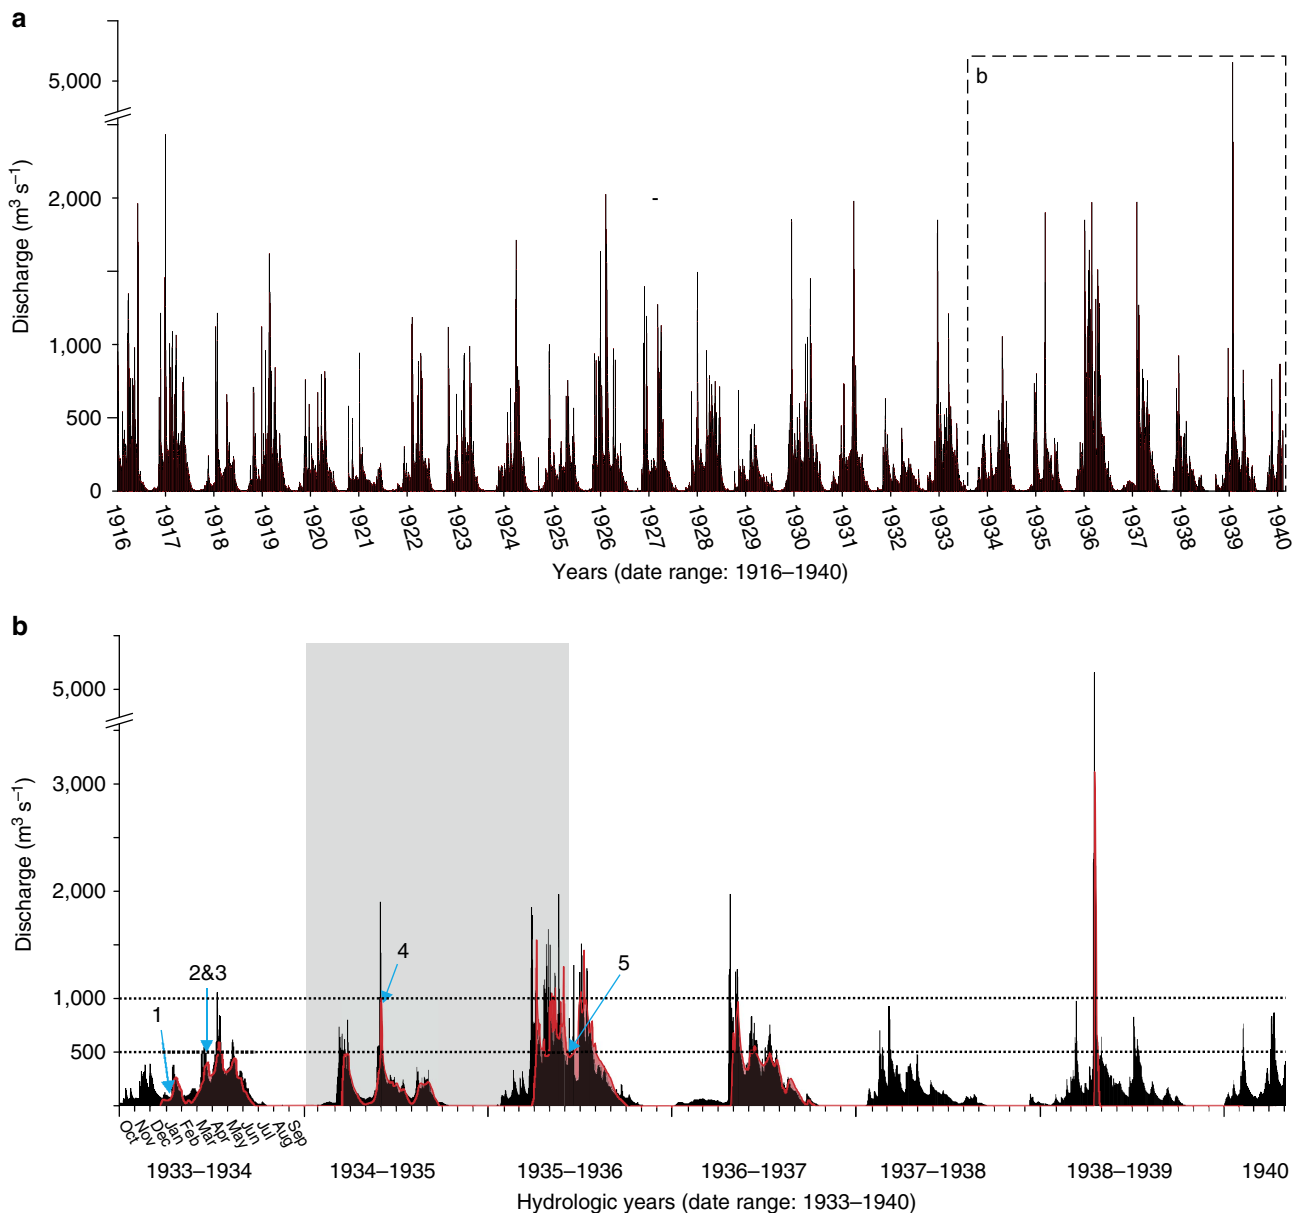 a
5,000
b
2,000
1,000
500
0
Discharge (m³ s⁻¹)
1916 1917 1918 1919 1920 1921 1922 1923 1924 1925 1926 1927 1928 1929 1930 1931 1932 1933 1934 1935 1936 1937 1938 1939 1940
Years (date range: 1916–1940)
b
5,000
3,000
2,000
1,000
500
Discharge (m³ s⁻¹)
1
2&3
4
5
Oct Nov Dec Jan Feb Mar Apr May Jun Jul Aug Sep
1933–1934 1934–1935 1935–1936 1936–1937 1937–1938 1938–1939 1940
Hydrologic years (date range: 1933–1940)